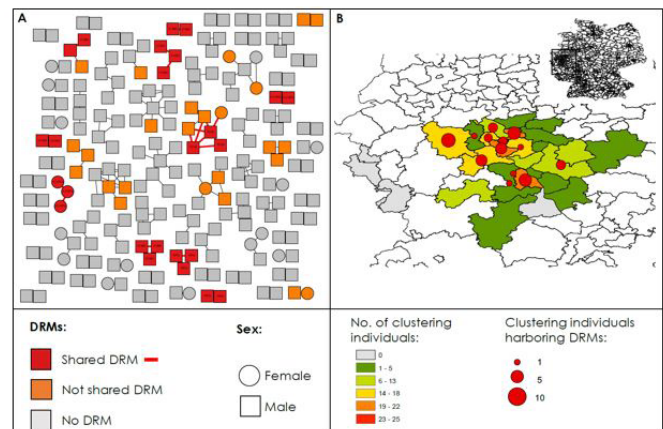 A
B
DRMs:
Shared DRM
Not shared DRM
No DRM
Sex:
Female
Male
No. of clustering
individuals:
0
1 - 5
6 - 13
14 - 18
19 - 22
23 - 25
Clustering individuals
harboring DRMs:
1
5
10